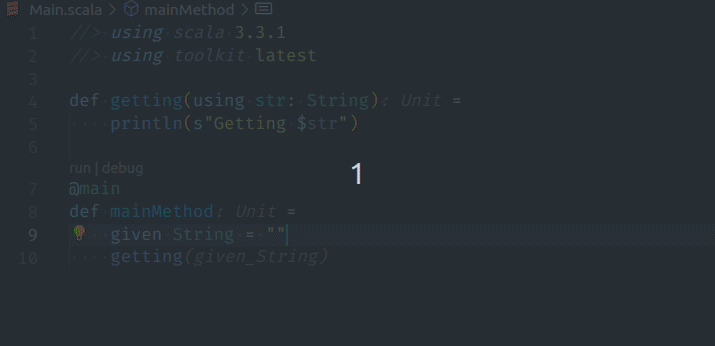 Main.scala > mainMethod >
1 //> using scala 3.3.1
2 //> using toolkit latest
3
4 def getting(using str: String): Unit =
5 println(s"Getting $str")
6
run | debug
7 @main
8 def mainMethod: Unit =
9 given String = ""
10 getting(given_String)
1